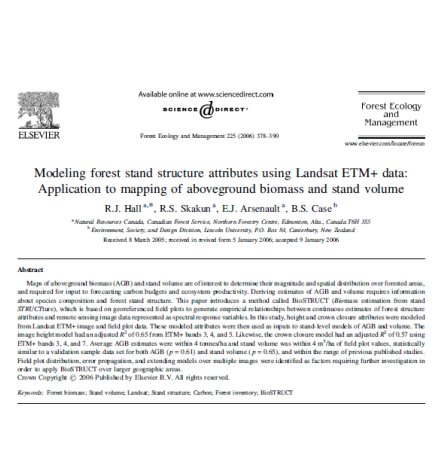 Available online at www.sciencedirect.com
SCIENCE @ DIRECT•
ELSEVIER
Forest Ecology and Management 225 (2006) 378–390
Forest Ecology
and
Management
www.elsevier.com/locate/foreco
Modeling forest stand structure attributes using Landsat ETM+ data:
Application to mapping of aboveground biomass and stand volume
R.J. Hall a,*, R.S. Skakun a, E.J. Arsenault a, B.S. Case b
a Natural Resources Canada, Canadian Forest Service, Northern Forestry Centre, Edmonton, Alta., Canada T6H 3S5
b Environment, Society, and Design Division, Lincoln University, P.O. Box 84, Canterbury, New Zealand
Received 8 March 2005; received in revised form 5 January 2006; accepted 9 January 2006
Abstract
Maps of aboveground biomass (AGB) and stand volume are of interest to determine their magnitude and spatial distribution over forested areas,
and required for input to forecasting carbon budgets and ecosystem productivity. Deriving estimates of AGB and volume requires information
about species composition and forest stand structure. This paper introduces a method called BioSTRUCT (Biomass estimation from stand
STRUCTure), which is based on georeferenced field plots to generate empirical relationships between continuous estimates of forest structure
attributes and remote sensing image data represented as spectral response variables. In this study, height and crown closure attributes were modeled
from Landsat ETM+ image and field plot data. These modeled attributes were then used as inputs to stand-level models of AGB and volume. The
image height model had an adjusted R2 of 0.65 from ETM+ bands 3, 4, and 5. Likewise, the crown closure model had an adjusted R2 of 0.57 using
ETM+ bands 3, 4, and 7. Average AGB estimates were within 4 tonnes/ha and stand volume was within 4 m3/ha of field plot values, statistically
similar to a validation sample data set for both AGB (p = 0.61) and stand volume (p = 0.65), and within the range of previous published studies.
Field plot distribution, error propagation, and extending models over multiple images were identified as factors requiring further investigation in
order to apply BioSTRUCT over larger geographic areas.
Crown Copyright © 2006 Published by Elsevier B.V. All rights reserved.
Keywords: Forest biomass; Stand volume; Landsat; Stand structure; Carbon; Forest inventory; BioSTRUCT